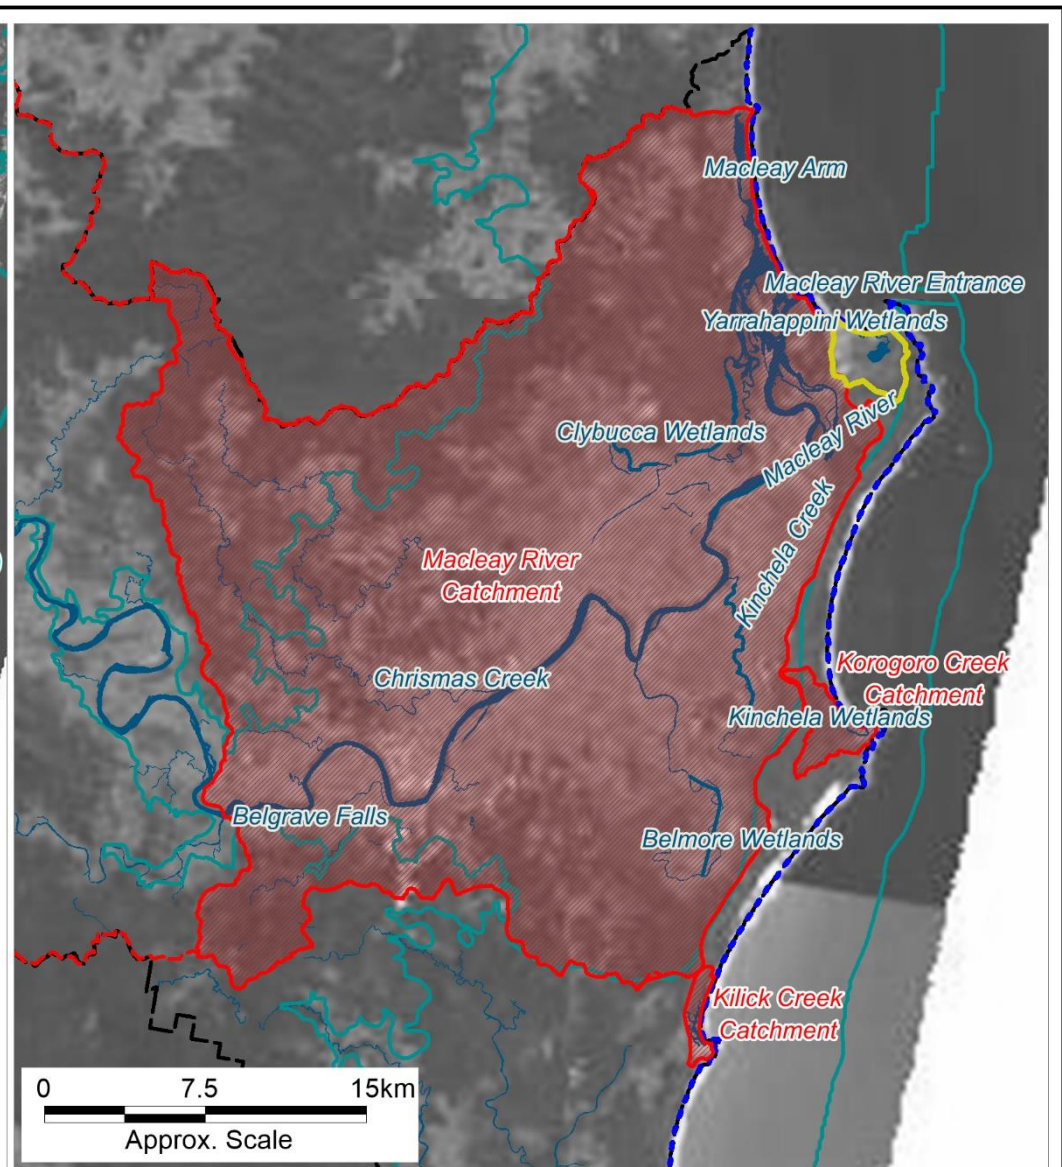 Macleay Arm
Macleay River Entrance
Yarrahappini Wetlands
Clybucca Wetlands
Macleay River
Kinchela Creek
Macleay River
Catchment
Korogoro Creek
Catchment
Chrismas Creek
Kinchela Wetlands
Belgrave Falls
Belmore Wetlands
Kilick Creek
Catchment
0 7.5 15km
Approx. Scale